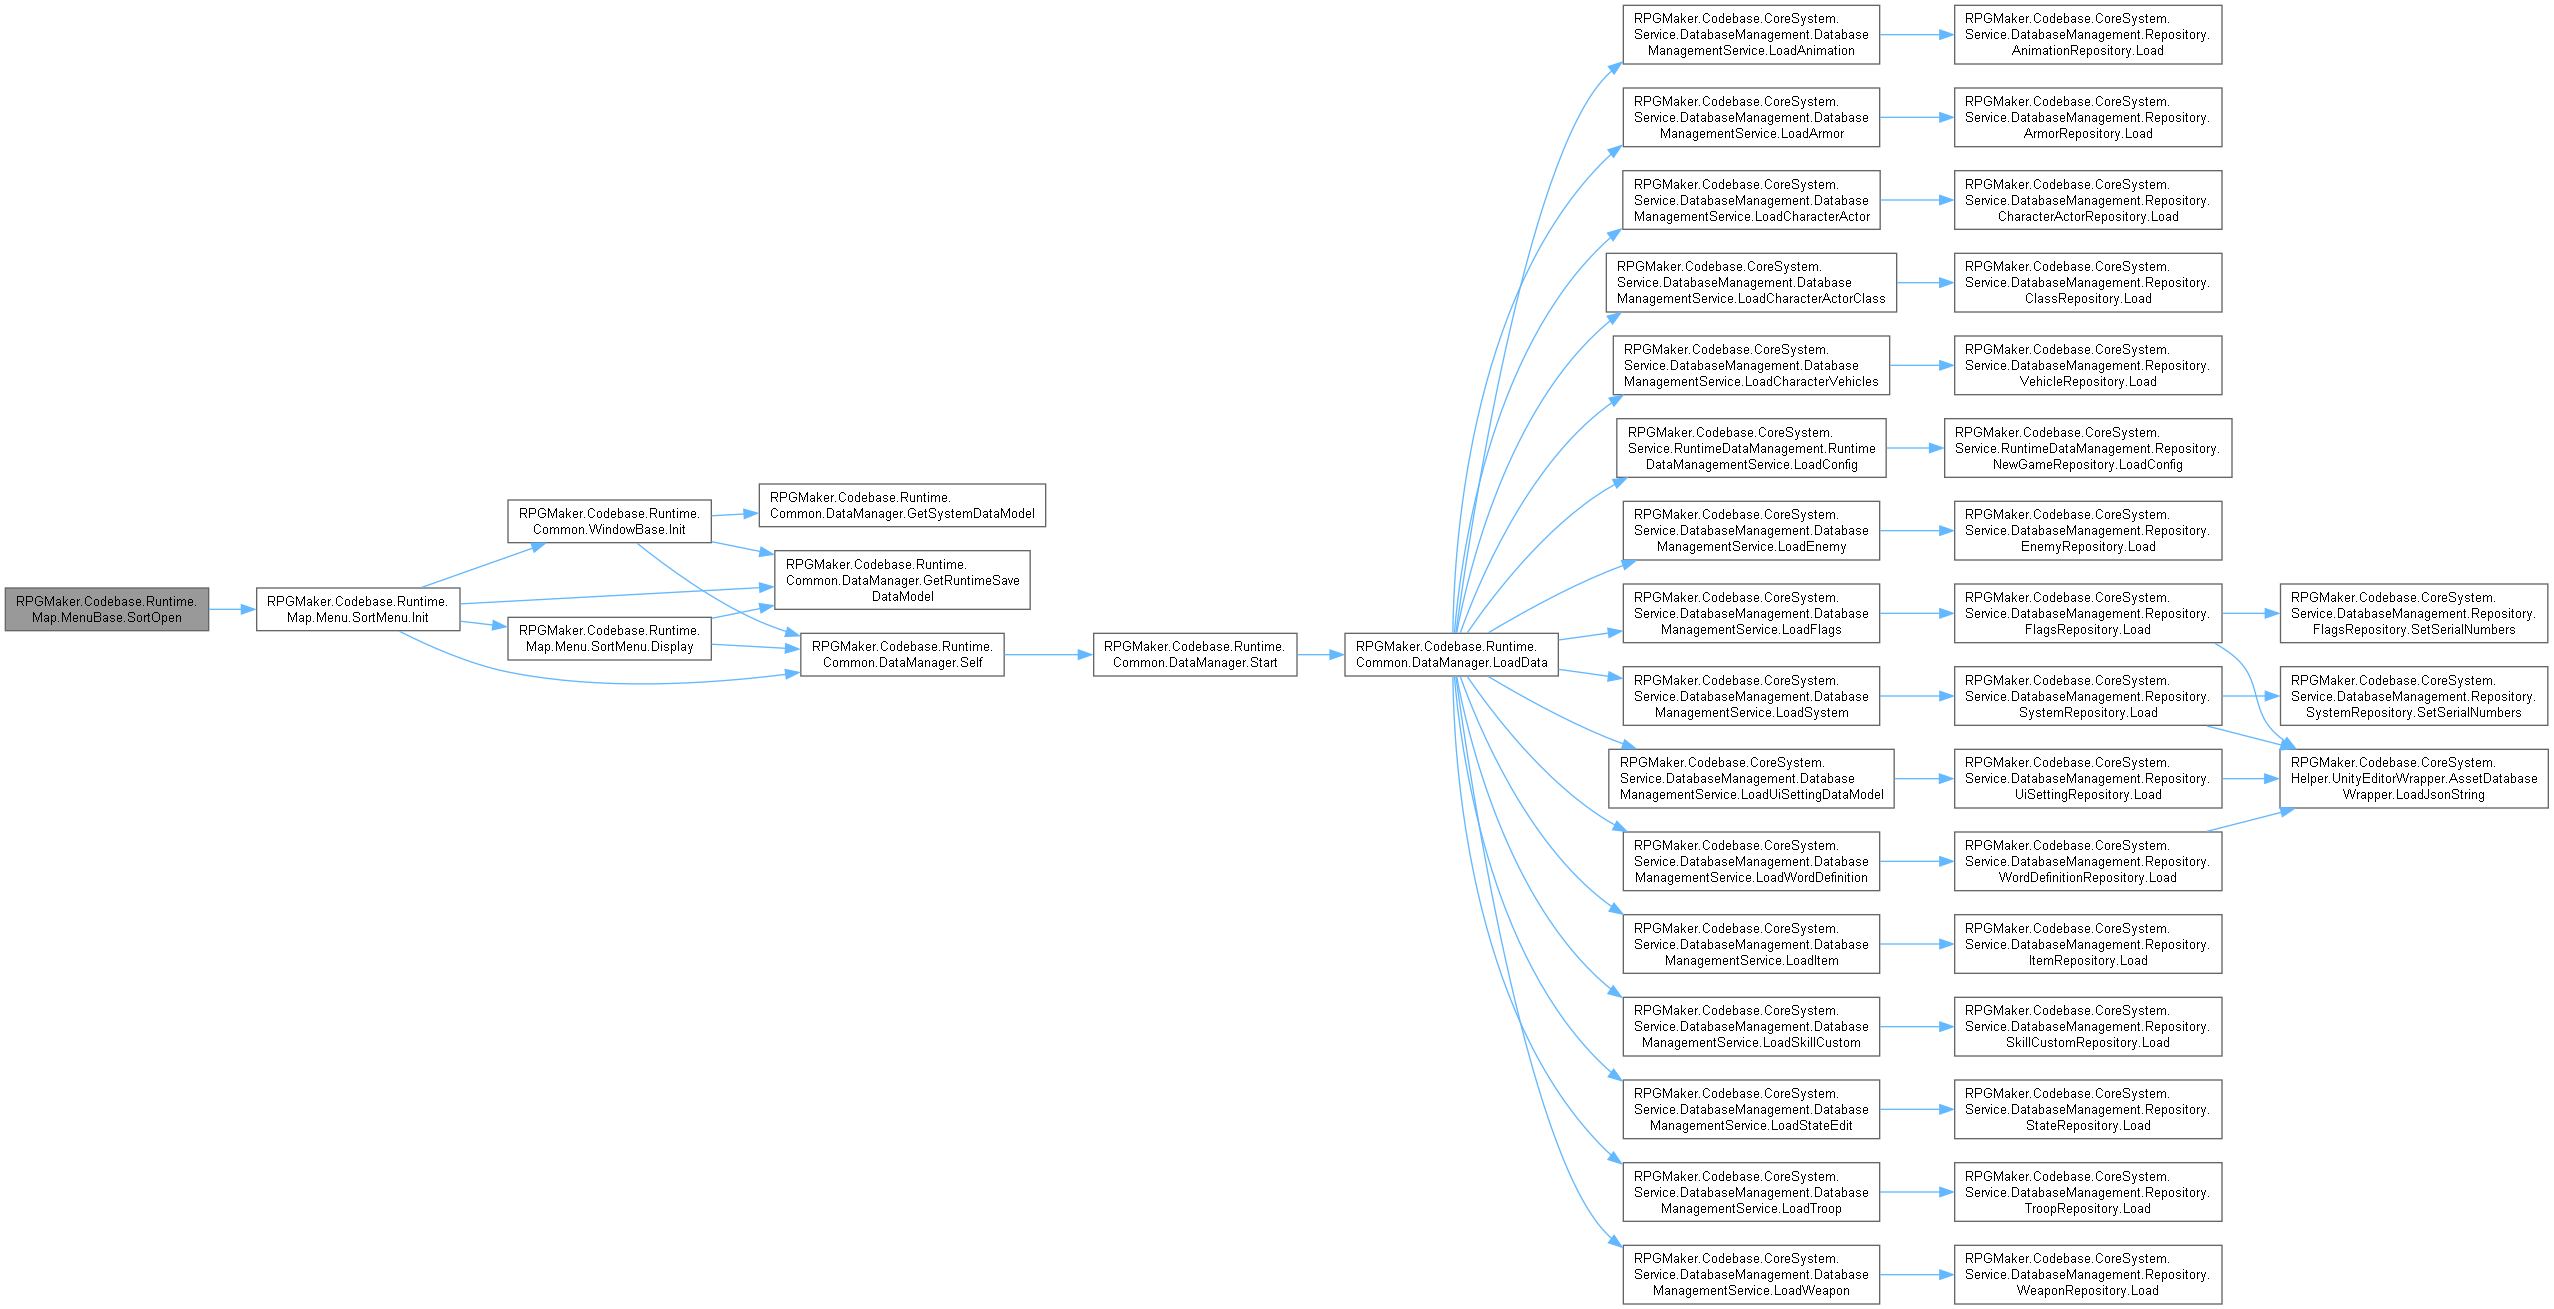 RPGMaker.Codebase.Runtime.
Map.MenuBase.SortOpen
RPGMaker.Codebase.Runtime.
Map.Menu.SortMenu.Init
RPGMaker.Codebase.Runtime.
Common.WindowBase.Init
RPGMaker.Codebase.Runtime.
Map.Menu.SortMenu.Display
RPGMaker.Codebase.Runtime.
Common.DataManager.GetSystemDataModel
RPGMaker.Codebase.Runtime.
Common.DataManager.GetRuntimeSave
DataModel
RPGMaker.Codebase.Runtime.
Common.DataManager.Self
RPGMaker.Codebase.Runtime.
Common.DataManager.Start
RPGMaker.Codebase.Runtime.
Common.DataManager.LoadData
RPGMaker.Codebase.CoreSystem.
Service.DatabaseManagement.Database
ManagementService.LoadAnimation
RPGMaker.Codebase.CoreSystem.
Service.DatabaseManagement.Repository.
AnimationRepository.Load
RPGMaker.Codebase.CoreSystem.
Service.DatabaseManagement.Database
ManagementService.LoadArmor
RPGMaker.Codebase.CoreSystem.
Service.DatabaseManagement.Repository.
ArmorRepository.Load
RPGMaker.Codebase.CoreSystem.
Service.DatabaseManagement.Database
ManagementService.LoadCharacterActor
RPGMaker.Codebase.CoreSystem.
Service.DatabaseManagement.Repository.
CharacterActorRepository.Load
RPGMaker.Codebase.CoreSystem.
Service.DatabaseManagement.Database
ManagementService.LoadCharacterActorClass
RPGMaker.Codebase.CoreSystem.
Service.DatabaseManagement.Repository.
ClassRepository.Load
RPGMaker.Codebase.CoreSystem.
Service.DatabaseManagement.Database
ManagementService.LoadCharacterVehicles
RPGMaker.Codebase.CoreSystem.
Service.DatabaseManagement.Repository.
VehicleRepository.Load
RPGMaker.Codebase.CoreSystem.
Service.RuntimeDataManagement.Runtime
DataManagementService.LoadConfig
RPGMaker.Codebase.CoreSystem.
Service.RuntimeDataManagement.Repository.
NewGameRepository.LoadConfig
RPGMaker.Codebase.CoreSystem.
Service.DatabaseManagement.Database
ManagementService.LoadEnemy
RPGMaker.Codebase.CoreSystem.
Service.DatabaseManagement.Repository.
EnemyRepository.Load
RPGMaker.Codebase.CoreSystem.
Service.DatabaseManagement.Database
ManagementService.LoadFlags
RPGMaker.Codebase.CoreSystem.
Service.DatabaseManagement.Repository.
FlagsRepository.Load
RPGMaker.Codebase.CoreSystem.
Service.DatabaseManagement.Repository.
FlagsRepository.SetSerialNumbers
RPGMaker.Codebase.CoreSystem.
Service.DatabaseManagement.Database
ManagementService.LoadSystem
RPGMaker.Codebase.CoreSystem.
Service.DatabaseManagement.Repository.
SystemRepository.Load
RPGMaker.Codebase.CoreSystem.
Service.DatabaseManagement.Repository.
SystemRepository.SetSerialNumbers
RPGMaker.Codebase.CoreSystem.
Service.DatabaseManagement.Database
ManagementService.LoadUiSettingDataModel
RPGMaker.Codebase.CoreSystem.
Service.DatabaseManagement.Repository.
UiSettingRepository.Load
RPGMaker.Codebase.CoreSystem.
Helper.UnityEditorWrapper.AssetDatabase
Wrapper.LoadJsonString
RPGMaker.Codebase.CoreSystem.
Service.DatabaseManagement.Database
ManagementService.LoadWordDefinition
RPGMaker.Codebase.CoreSystem.
Service.DatabaseManagement.Repository.
WordDefinitionRepository.Load
RPGMaker.Codebase.CoreSystem.
Service.DatabaseManagement.Database
ManagementService.LoadItem
RPGMaker.Codebase.CoreSystem.
Service.DatabaseManagement.Repository.
ItemRepository.Load
RPGMaker.Codebase.CoreSystem.
Service.DatabaseManagement.Database
ManagementService.LoadSkillCustom
RPGMaker.Codebase.CoreSystem.
Service.DatabaseManagement.Repository.
SkillCustomRepository.Load
RPGMaker.Codebase.CoreSystem.
Service.DatabaseManagement.Database
ManagementService.LoadStateEdit
RPGMaker.Codebase.CoreSystem.
Service.DatabaseManagement.Repository.
StateRepository.Load
RPGMaker.Codebase.CoreSystem.
Service.DatabaseManagement.Database
ManagementService.LoadTroop
RPGMaker.Codebase.CoreSystem.
Service.DatabaseManagement.Repository.
TroopRepository.Load
RPGMaker.Codebase.CoreSystem.
Service.DatabaseManagement.Database
ManagementService.LoadWeapon
RPGMaker.Codebase.CoreSystem.
Service.DatabaseManagement.Repository.
WeaponRepository.Load